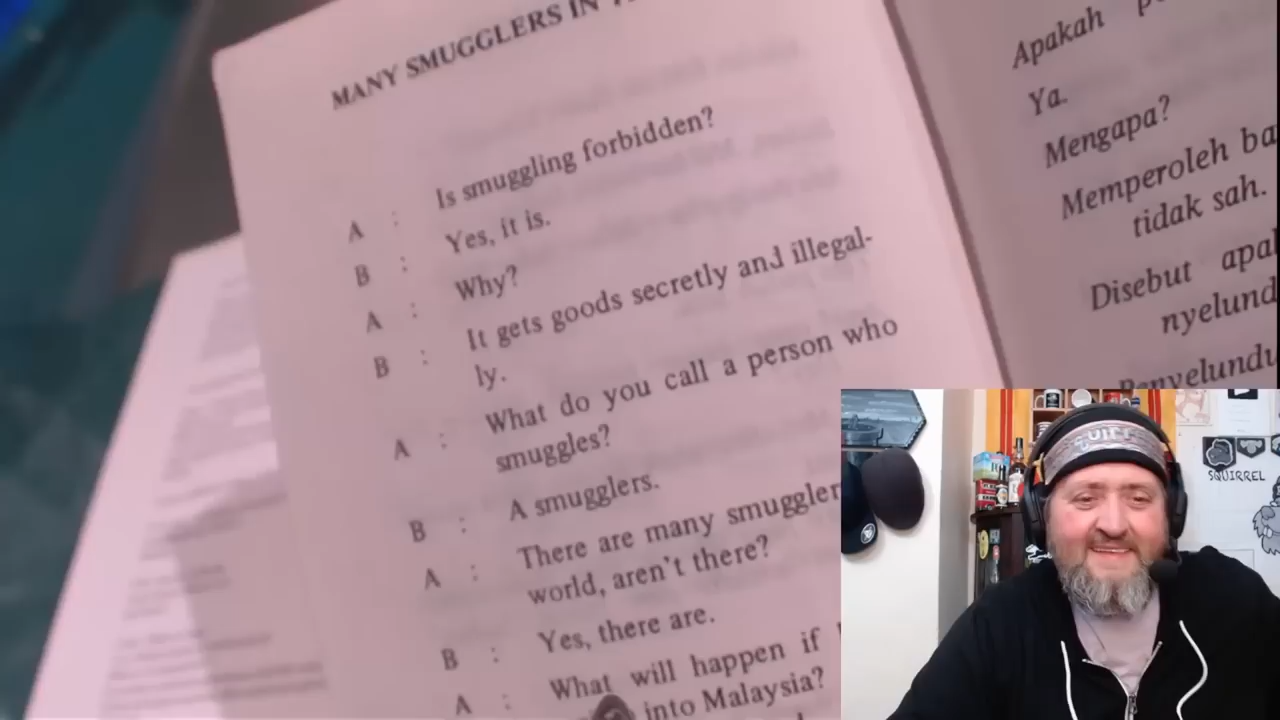 MANY SMUGGLERS IN
A : Is smuggling forbidden?
B : Yes, it is.
A : Why?
B : It gets goods secretly and illegal-
ly.
A : What do you call a person who
smuggles?
B : A smugglers.
A : There are many smuggler
world, aren't there?
B : Yes, there are.
A : What will happen if
into Malaysia?
Apakah
Ya.
Mengapa?
Memperoleh ba
tidak sah.
Disebut apa
nyelund
Penyelundu
SQUIRREL